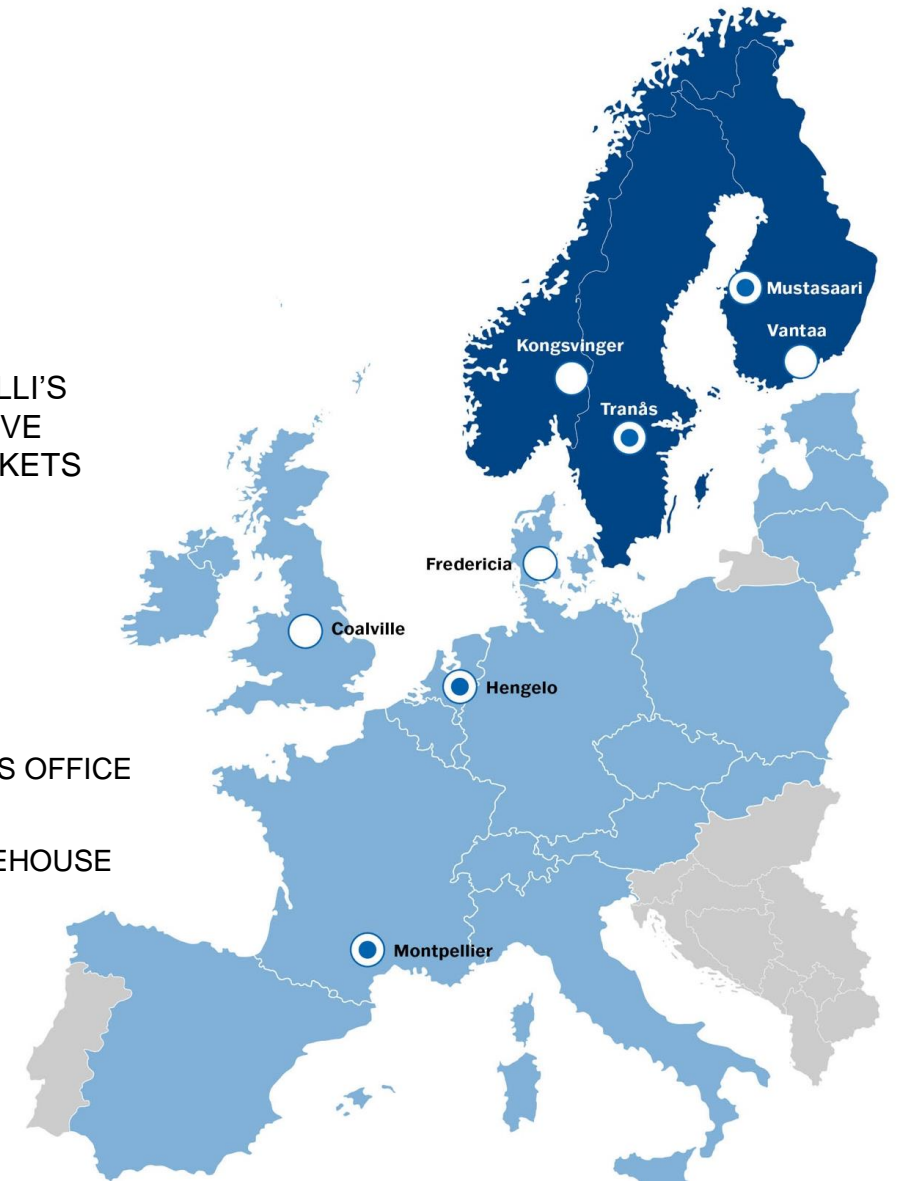 Mustasaari
Vantaa
Kongsvinger
Tranås
LLI'S
VE
KETS
Fredericia
Coalville
Hengelo
S OFFICE
EHOUSE
Montpellier